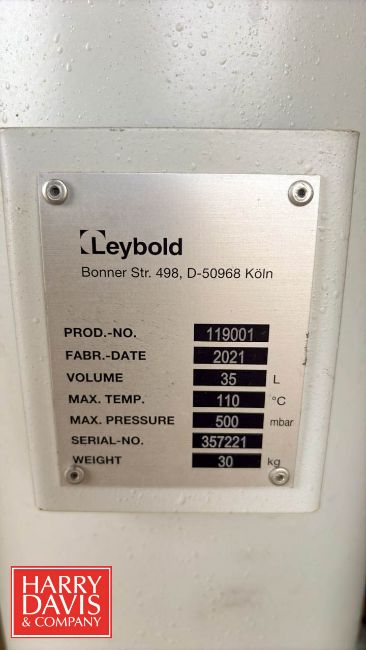 Leybold
Bonner Str. 498, D-50968 Köln
PROD.-NO. 119001
FABR.-DATE 2021
VOLUME 35 L
MAX. TEMP. 110 °C
MAX. PRESSURE 500 mbar
SERIAL-NO. 357221
WEIGHT 30 kg
HARRY
DAVIS
& COMPANY